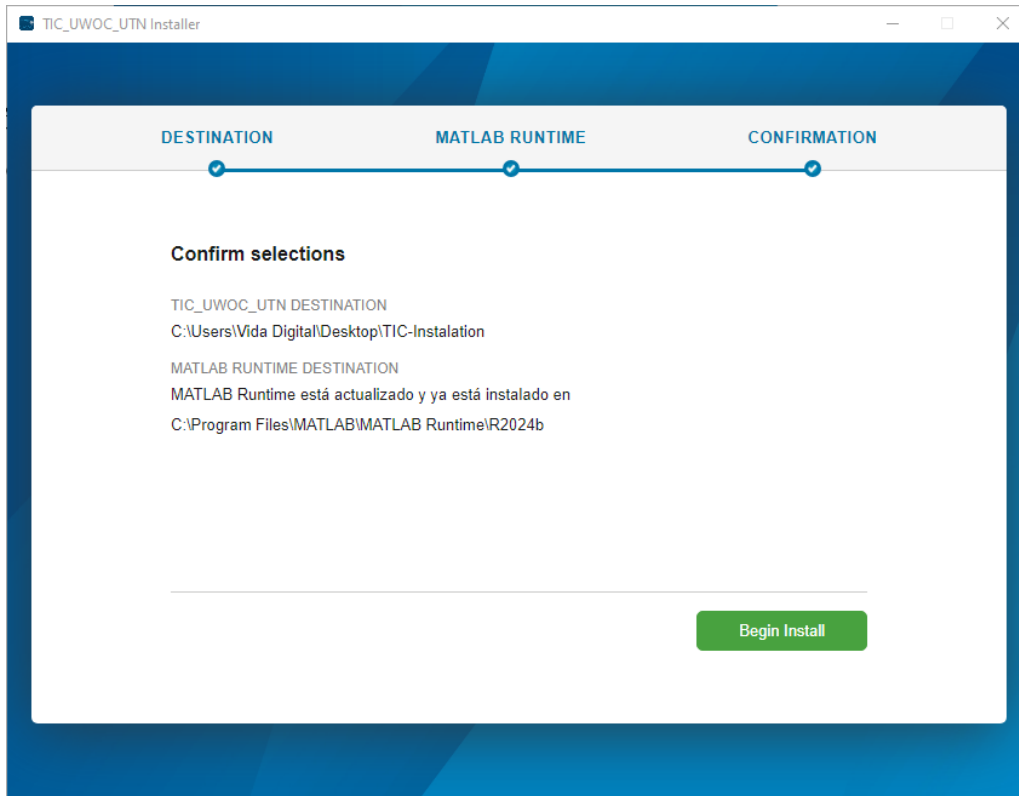 TIC_UWOC_UTN Installer
DESTINATION
MATLAB RUNTIME
CONFIRMATION
Confirm selections
TIC_UWOC_UTN DESTINATION
C:\Users\Vida Digital\Desktop\TIC-Instalation
MATLAB RUNTIME DESTINATION
MATLAB Runtime está actualizado y ya está instalado en
C:\Program Files\MATLAB\MATLAB Runtime\R2024b
Begin Install